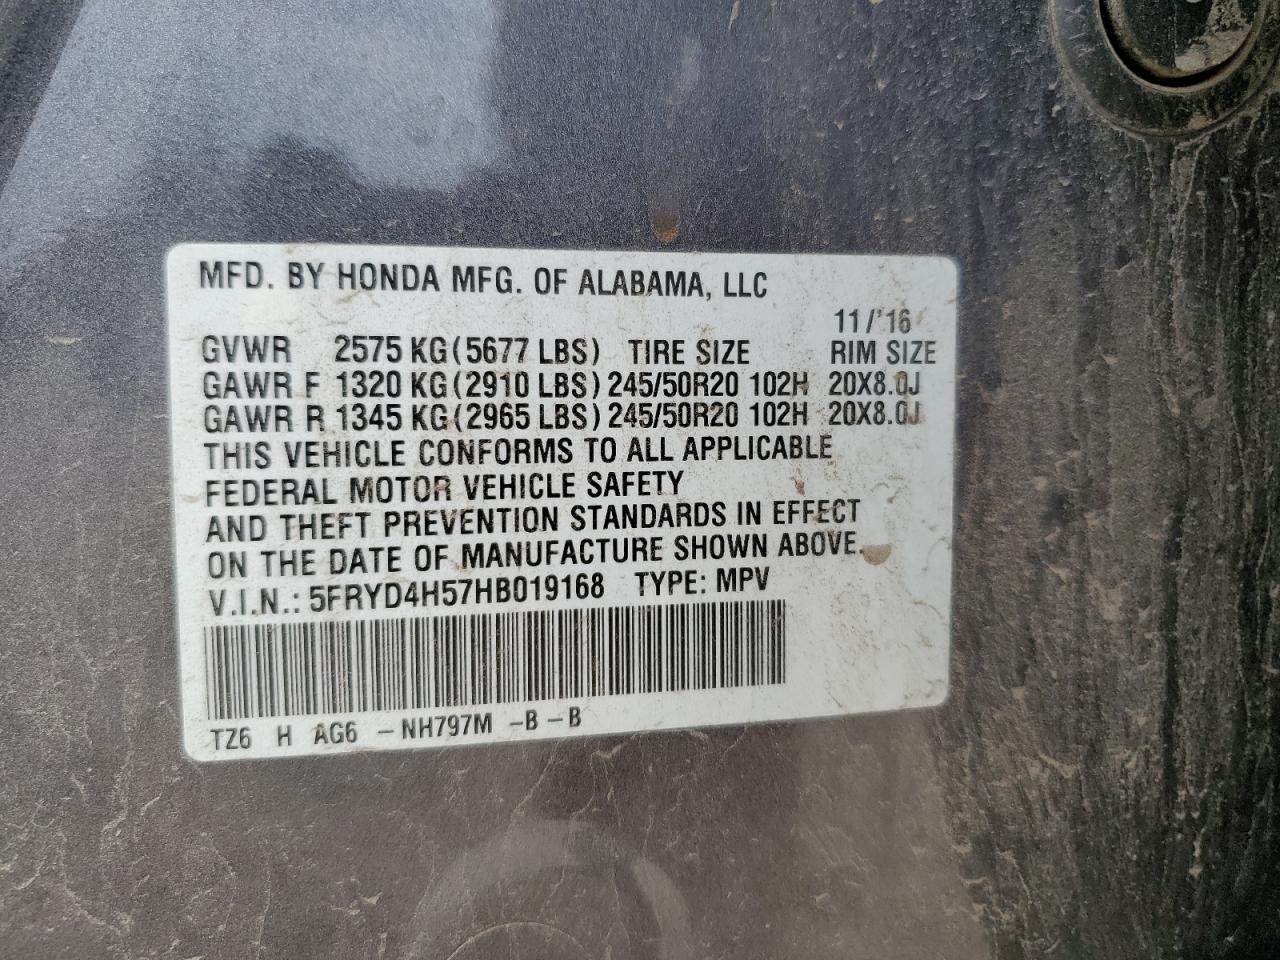 MFD. BY HONDA MFG. OF ALABAMA, LLC
11/'16
GVWR 2575 KG(5677 LBS) TIRE SIZE RIM SIZE
GAWR F 1320 KG(2910 LBS) 245/50R20 102H 20X8.0J
GAWR R 1345 KG(2965 LBS) 245/50R20 102H 20X8.0J
THIS VEHICLE CONFORMS TO ALL APPLICABLE
FEDERAL MOTOR VEHICLE SAFETY
AND THEFT PREVENTION STANDARDS IN EFFECT
ON THE DATE OF MANUFACTURE SHOWN ABOVE.
V.I.N.: 5FRYD4H57HB019168 TYPE: MPV
TZ6 H AG6 -NH797M -B-B